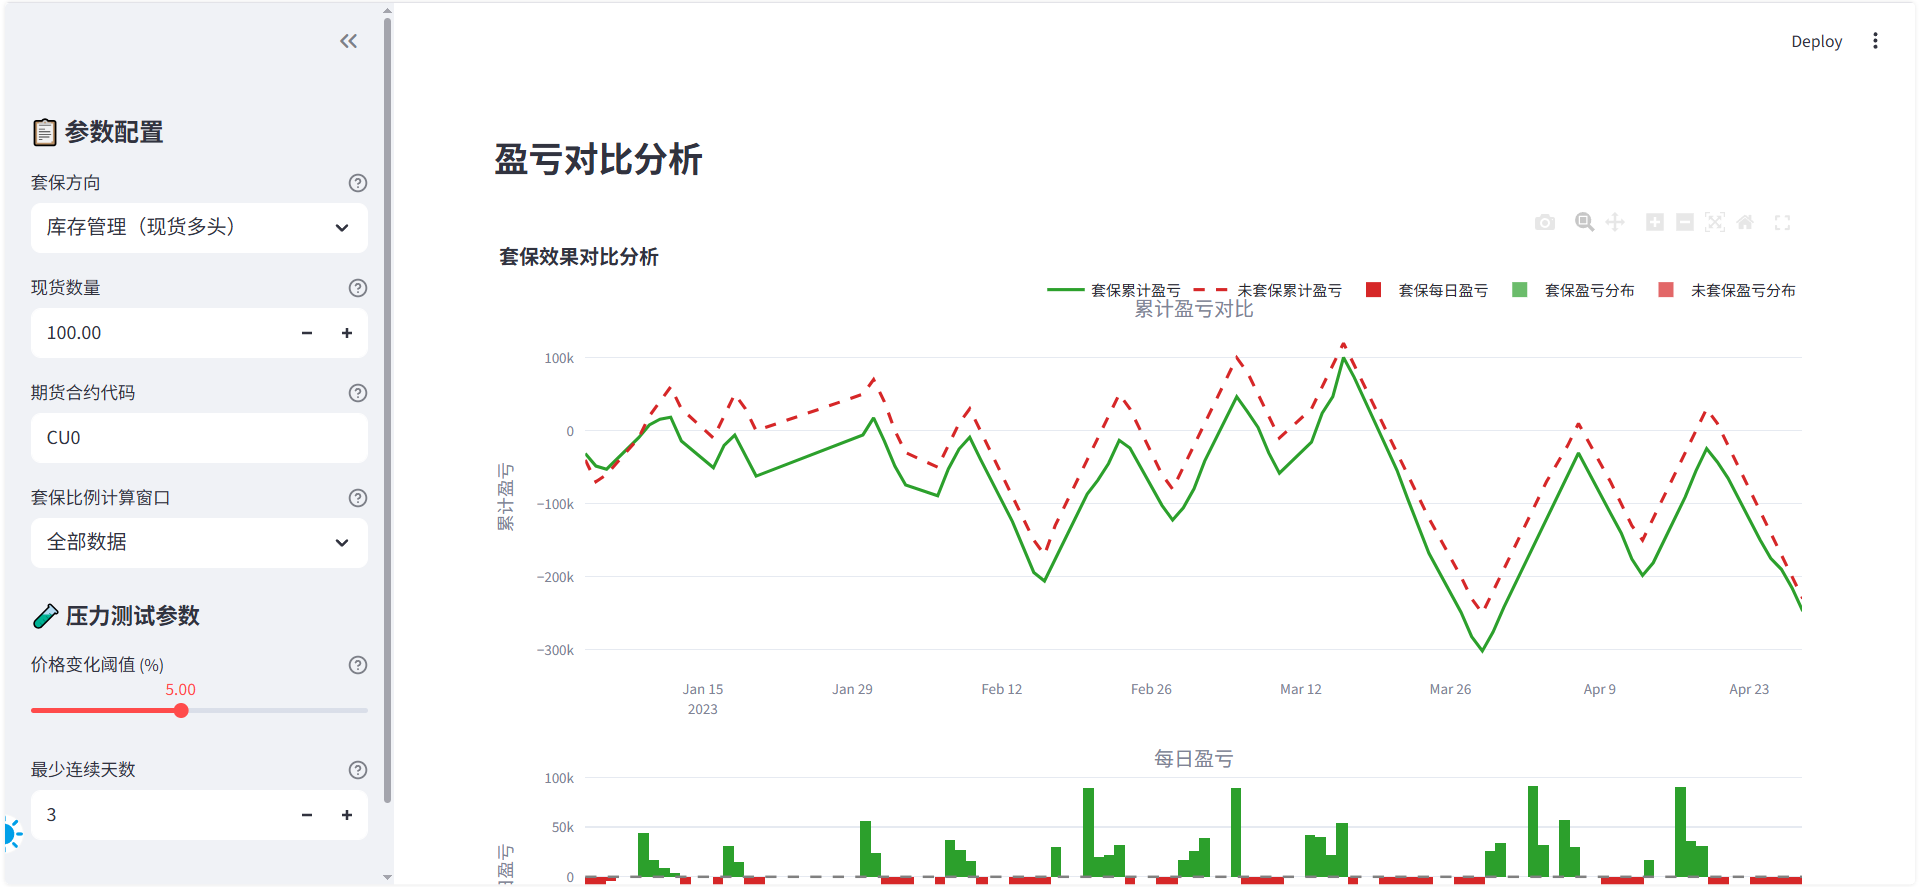 Deploy
参数配置
套保方向
库存管理（现货多头）
现货数量
100.00
期货合约代码
CU0
套保比例计算窗口
全部数据
压力测试参数
价格变化阈值 (%)
5.00
最少连续天数
3
盈亏对比分析
套保效果对比分析
套保累计盈亏 未套保累计盈亏 套保每日盈亏 套保盈亏分布 未套保盈亏分布
累计盈亏对比
累计盈亏
100k
0
−100k
−200k
−300k
Jan 15 Jan 29 Feb 12 Feb 26 Mar 12 Mar 26 Apr 9 Apr 23
2023
每日盈亏
日盈亏
100k
50k
0